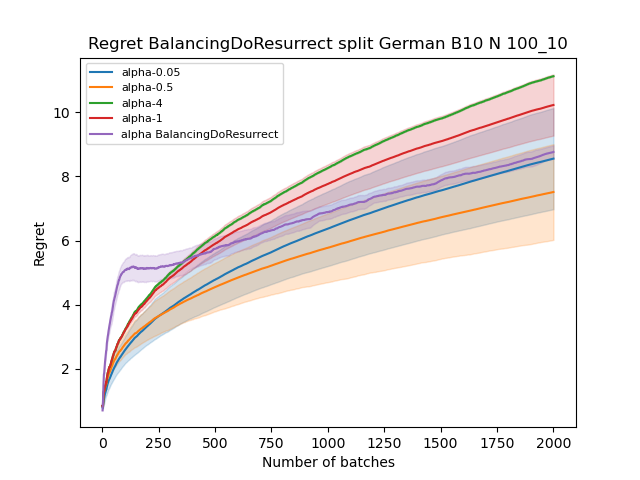 Regret BalancingDoResurrect split German B10 N 100_10
alpha-0.05
alpha-0.5
alpha-4
alpha-1
alpha BalancingDoResurrect
Regret
10
8
6
4
2
0 250 500 750 1000 1250 1500 1750 2000
Number of batches